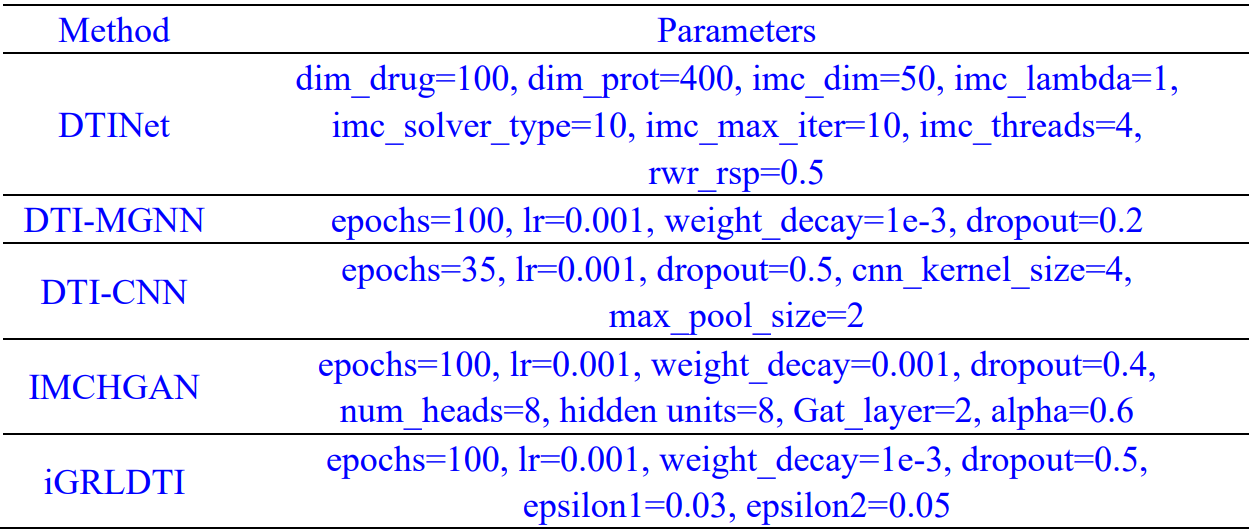 Method Parameters
dim_drug=100, dim_prot=400, imc_dim=50, imc_lambda=1,
DTINet imc_solver_type=10, imc_max_iter=10, imc_threads=4,
rwr_rsp=0.5
DTI-MGNN epochs=100, lr=0.001, weight_decay=1e-3, dropout=0.2
DTI-CNN
epochs=35, lr=0.001, dropout=0.5, cnn_kernel_size=4,
max_pool_size=2
IMCHGAN
epochs=100, lr=0.001, weight_decay=0.001, dropout=0.4,
num_heads=8, hidden units=8, Gat_layer=2, alpha=0.6
iGRLDTI
epochs=100, lr=0.001, weight_decay=1e-3, dropout=0.5,
epsilon1=0.03, epsilon2=0.05